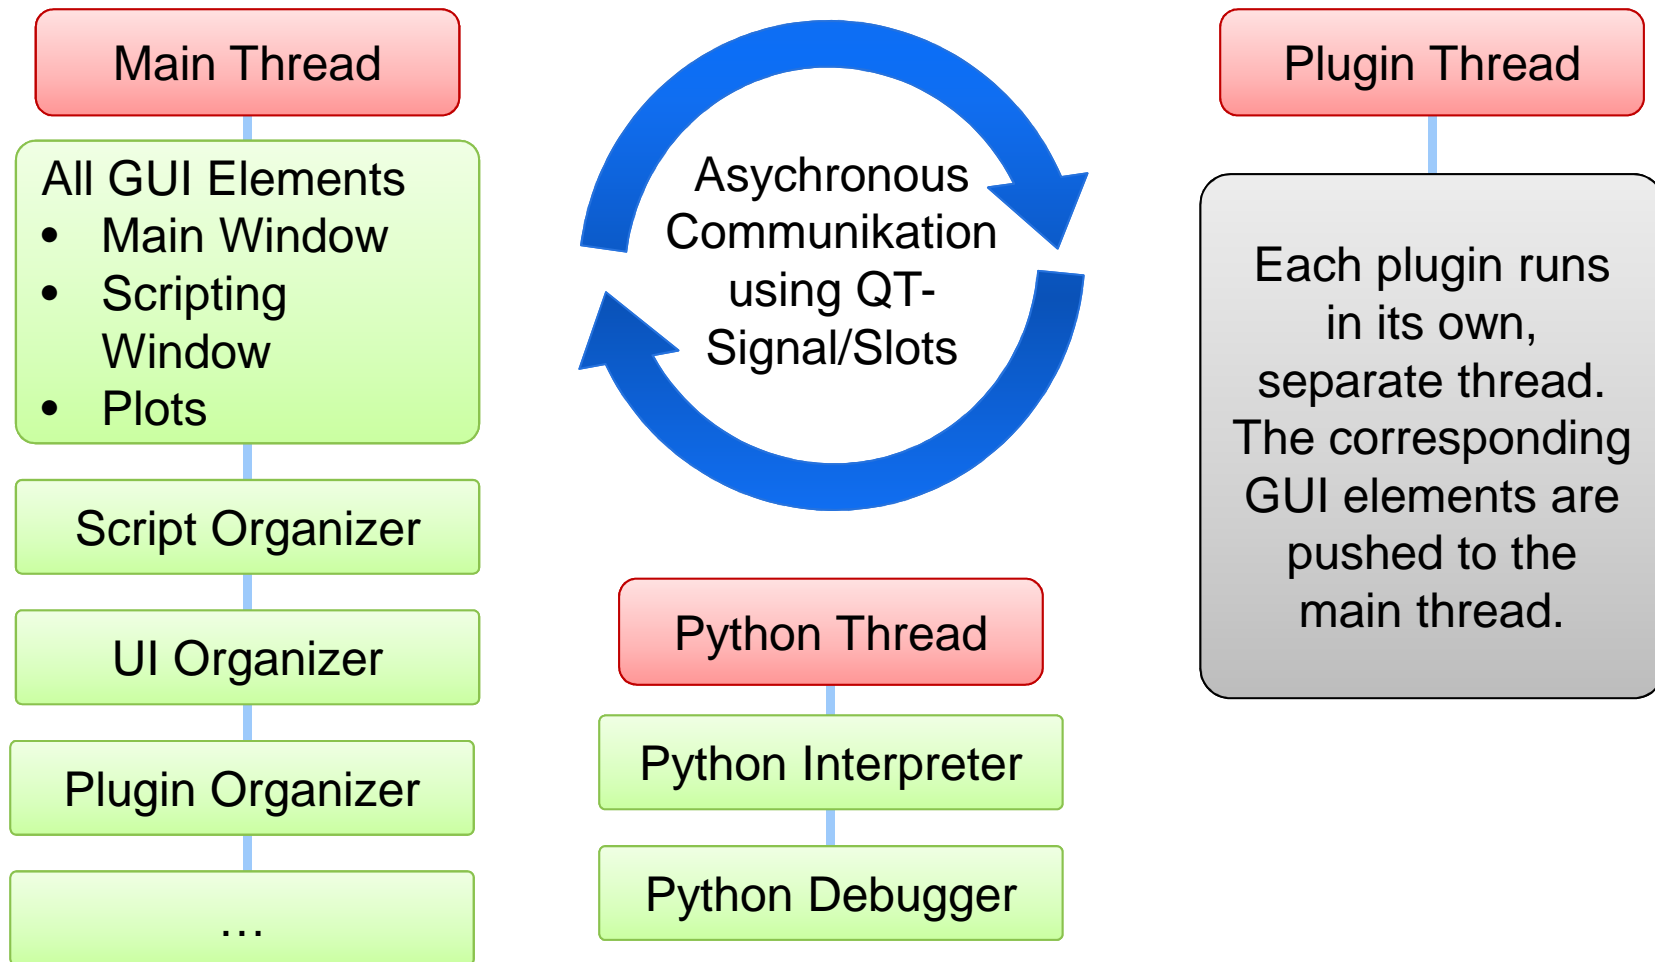 Main Thread
All GUI Elements
• Main Window
• Scripting
Window
• Plots
Script Organizer
UI Organizer
Plugin Organizer
…
Asychronous
Communikation
using QT-
Signal/Slots
Python Thread
Python Interpreter
Python Debugger
Plugin Thread
Each plugin runs
in its own,
separate thread.
The corresponding
GUI elements are
pushed to the
main thread.